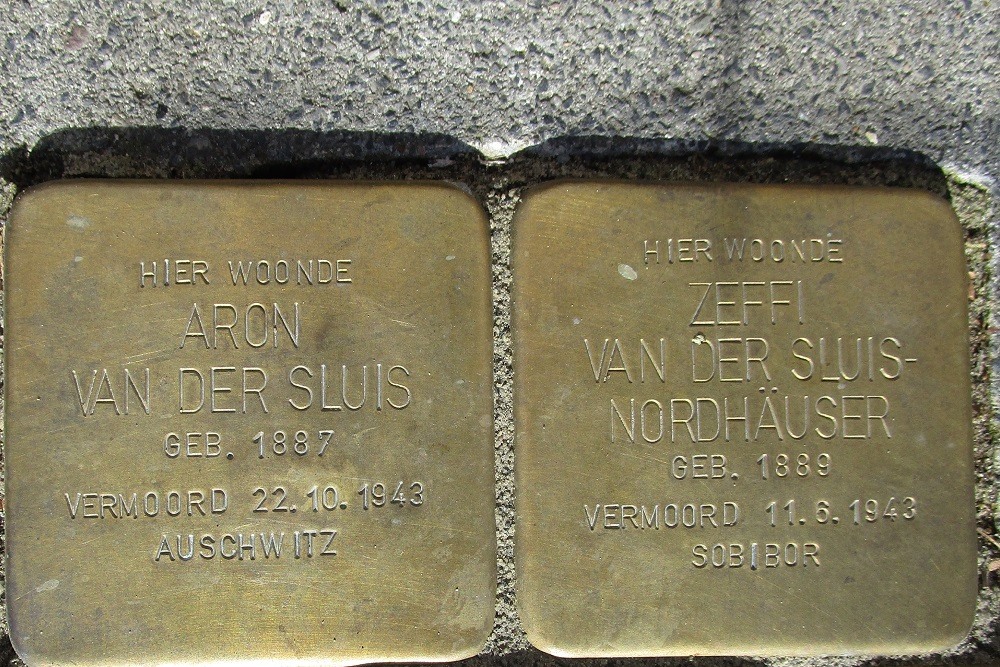 HIER WOONDE
ARON
VAN DER SLUIS
GEB. 1887
VERMOORD 22.10.1943
AUSCHWITZ
HIER WOONDE
ZEFFI
VAN DER SLUIS-
NORDHÄUSER
GEB. 1889
VERMOORD 11.6.1943
SOBIBOR